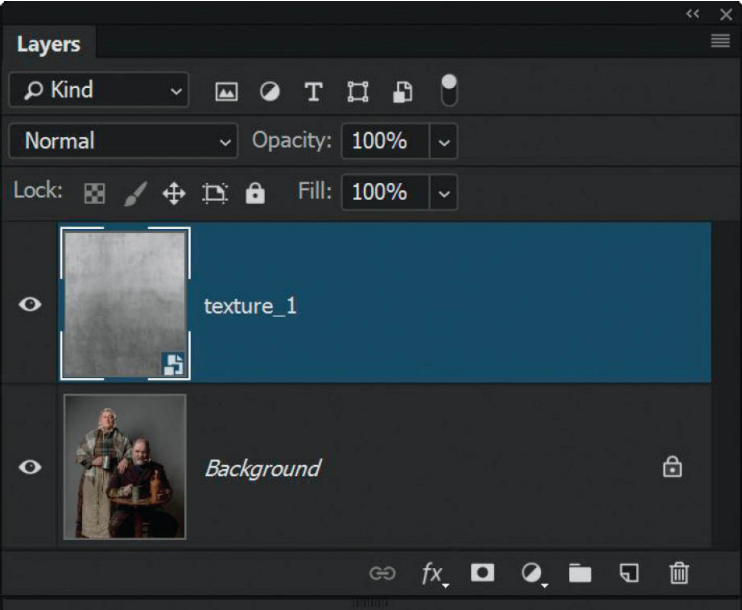 Layers
Kind
Normal Opacity: 100%
Lock: Fill: 100%
texture_1
Background
fx